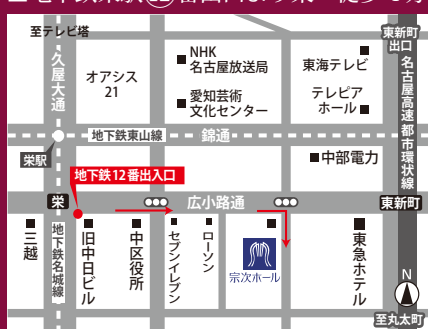 至テレビ塔
久屋大通
オアシス
21
NHK
名古屋放送局
愛知芸術
文化センター
東海テレビ
テレピア
ホール
東新町
出口
名古屋高速都市環状線
地下鉄東山線
錦通
栄駅
中部電力
地下鉄12番出入口
栄
広小路通
東新町
三越
地下鉄名城線
旧中日ビル
中区役所
セブンイレブン
ローソン
宗次ホール
東急ホテル
N
至丸太町